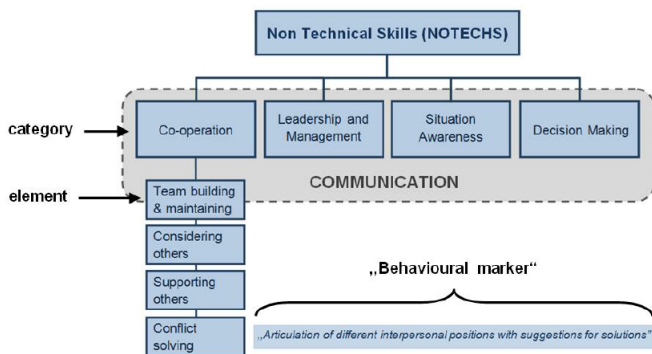 Non Technical Skills (NOTECHS)
category
Co-operation
Leadership and
Management
Situation
Awareness
Decision Making
COMMUNICATION
element
Team building
& maintaining
Considering
others
Supporting
others
Conflict
solving
„Behavioural marker“
„Articulation of different interpersonal positions with suggestions for solutions”